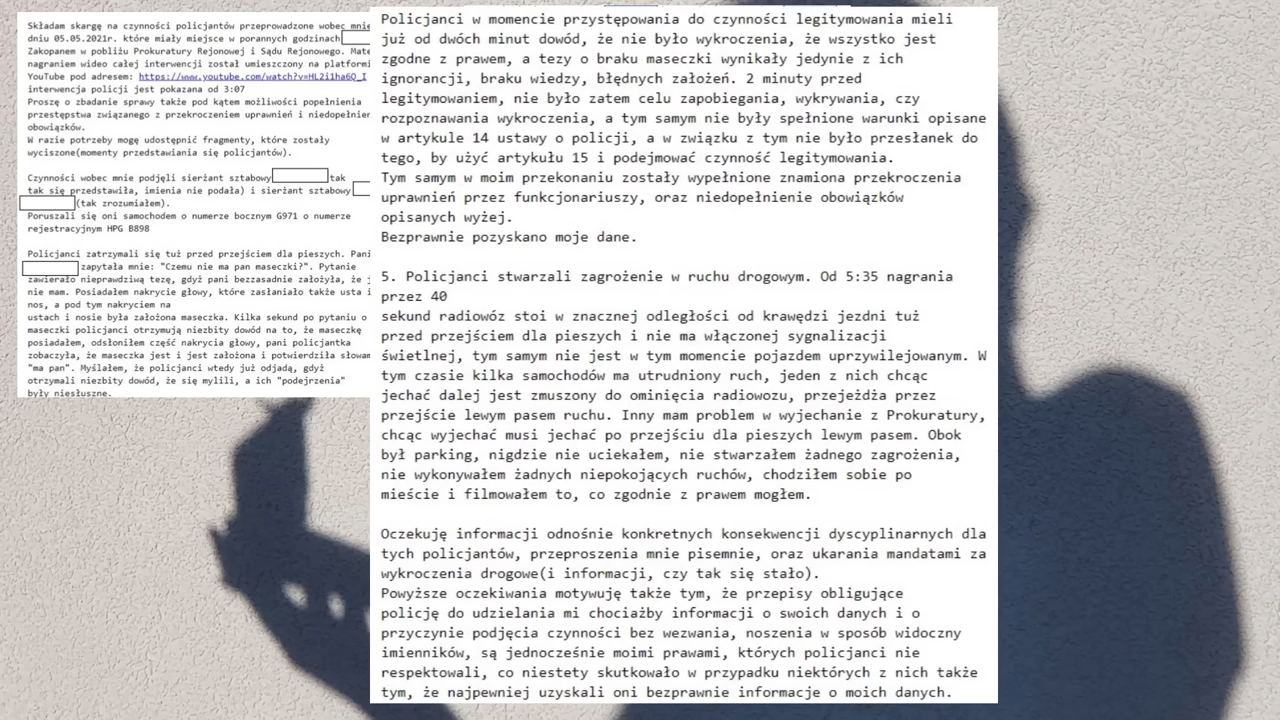 Składam skargę na czynności policjantów przeprowadzone wobec mnie
dniu 05.05.2021r. które miały miejsce w porannych godzinach
Zakopanem w pobliżu Prokuratury Rejonowej i Sądu Rejonowego.
nagraniem wideo całej interwencji został umieszczony na
YouTube pod adresem: https://www.youtube.com/watch?v=HL2i1ha6Q_I
interwencja policji jest pokazana od 3:07
Proszę o zbadanie sprawy także pod kątem możliwości popełnienia
przestępstwa związanego z przekroczeniem uprawnień i
obowiązków.
W razie potrzeby mogę udostępnić fragmenty, które zostały
wyciszone(momenty przedstawiania się policjantów).
Czynności wobec mnie podjęli sierżant sztabowy tak
tak się przedstawiła, imienia nie podała) i sierżant sztabowy
(tak zrozumiałem).
Poruszali się oni samochodem o numerze bocznym G971 o numerze
rejestracyjnym HPG B898
Policjanci zatrzymali się tuż przed przejściem dla pieszych. Pani
zapytała mnie: "Czemu nie ma pan maseczki?". Pytanie
zawierało nieprawdziwą tezę, gdyż pani bezzasadnie założyła, że
nie mam. Posiadałem nakrycie głowy, które zasłaniało także usta i
nos, a pod tym nakryciem na
ustach i nosie była założona maseczka. Kilka sekund po pytaniu o
maseczki policjanci otrzymują niezbity dowód na to, że maseczkę
posiadałem, odsłoniłem część nakrycia głowy, pani policjantka
zobaczyła, że maseczka jest i jest założona i potwierdziła
"ma pan". Myślałem, że policjanci wtedy już odjadą, gdyż
otrzymali niezbity dowód, że się mylili, a ich "podejrzenia"
były niesłuszne.
Policjanci w momencie przystępowania do czynności legitymowania mieli
już od dwóch minut dowód, że nie było wykroczenia, że wszystko jest
zgodne z prawem, a tezy o braku maseczki wynikały jedynie z ich
ignorancji, braku wiedzy, błędnych założeń. 2 minuty przed
legitymowaniem, nie było zatem celu zapobiegania, wykrywania, czy
rozpoznawania wykroczenia, a tym samym nie były spełnione warunki opisane
w artykule 14 ustawy o policji, a w związku z tym nie było przesłanek do
tego, by użyć artykułu 15 i podejmować czynność legitymowania.
Tym samym w moim przekonaniu zostały wypełnione znamiona przekroczenia
uprawnień przez funkcjonariuszy, oraz niedopełnienie obowiązków
opisanych wyżej.
Bezprawnie pozyskano moje dane.
5. Policjanci stwarzali zagrożenie w ruchu drogowym. Od 5:35 nagrania
przez 40
sekund radiowóz stoi w znacznej odległości od krawędzi jezdni tuż
przed przejściem dla pieszych i nie ma włączonej sygnalizacji
świetlnej, tym samym nie jest w tym momencie pojazdem uprzywilejowanym. W
tym czasie kilka samochodów ma utrudniony ruch, jeden z nich chcąc
jechać dalej jest zmuszony do ominięcia radiowozu, przejeżdża przez
przejście lewym pasem ruchu. Inny mam problem w wyjechanie z Prokuratury,
chcąc wyjechać musi jechać po przejściu dla pieszych lewym pasem. Obok
był parking, nigdzie nie uciekałem, nie stwarzałem żadnego zagrożenia,
nie wykonywałem żadnych niepokojących ruchów, chodziłem sobie po
mieście i filmowałem to, co zgodnie z prawem mogłem.
Oczekuję informacji odnośnie konkretnych konsekwencji dyscyplinarnych dla
tych policjantów, przeproszenia mnie pisemnie, oraz ukarania mandatami za
wykroczenia drogowe(i informacji, czy tak się stało).
Powyższe oczekiwania motywuję także tym, że przepisy obligujące
policję do udzielania mi chociażby informacji o swoich danych i o
przyczynie podjęcia czynności bez wezwania, noszenia w sposób widoczny
imienników, są jednocześnie moimi prawami, których policjanci nie
respektowali, co niestety skutkowało w przypadku niektórych z nich także
tym, że najpewniej uzyskali oni bezprawnie informacje o moich danych.